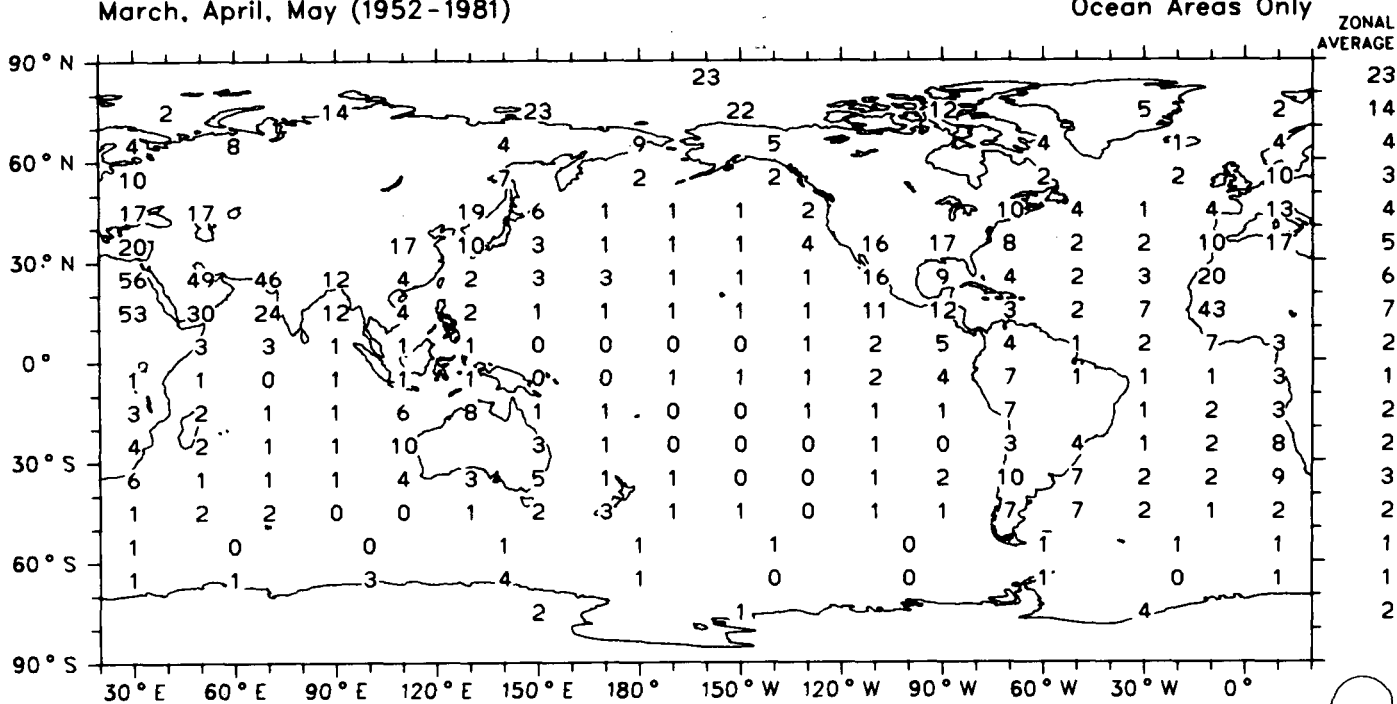 March, April, May (1952-1981) Ocean Areas Only
ZONAL
AVERAGE
90° N 23 23
2 14 23 22 12 5 2 14
4 8 4 9 5 4 1 4 4
60° N
10 7 2 2 2 2 10 3
17 17 19 6 1 1 1 2 10 4 1 4 13 4
20 17 10 3 1 1 1 4 16 17 8 2 2 10 17 5
30° N
56 49 46 12 4 2 3 3 1 1 1 16 9 4 2 3 20 6
53 30 24 12 4 2 1 1 1 1 1 11 12 3 2 7 43 7
3 3 1 1 1 0 0 0 0 1 2 5 4 1 2 7 3 2
0°
1 1 0 1 1 1 0 0 1 1 1 2 4 7 1 1 1 3 1
3 2 1 1 6 8 1 1 0 0 1 1 1 7 1 2 3 2
4 2 1 1 10 3 1 0 0 0 1 0 3 4 1 2 8 2
30° S
6 1 1 1 4 3 5 1 1 0 0 1 2 10 7 2 2 9 3
1 2 2 0 0 1 2 3 1 1 0 1 1 7 7 2 1 2 2
1 0 0 1 1 1 0 1 1 1 1
60° S
1 1 3 4 1 0 0 1 0 1 1
2 1 4 2
90° S
30° E 60° E 90° E 120° E 150° E 180° 150° W 120° W 90° W 60° W 30° W 0°